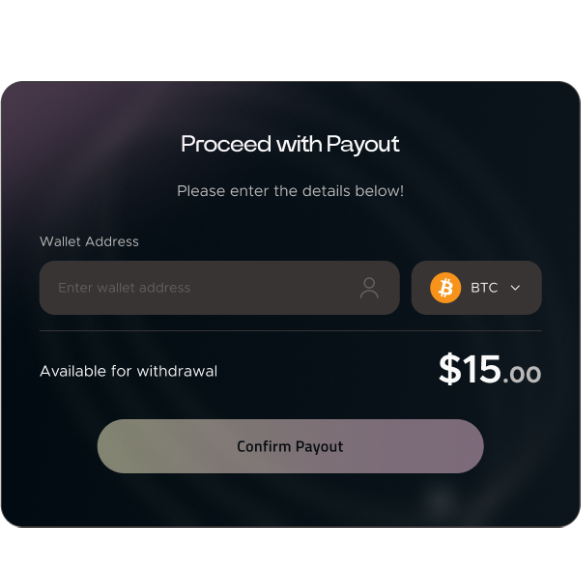 Proceed with Payout
Please enter the details below!
Wallet Address
Enter wallet address
BTC
Available for withdrawal
$15.00
Confirm Payout